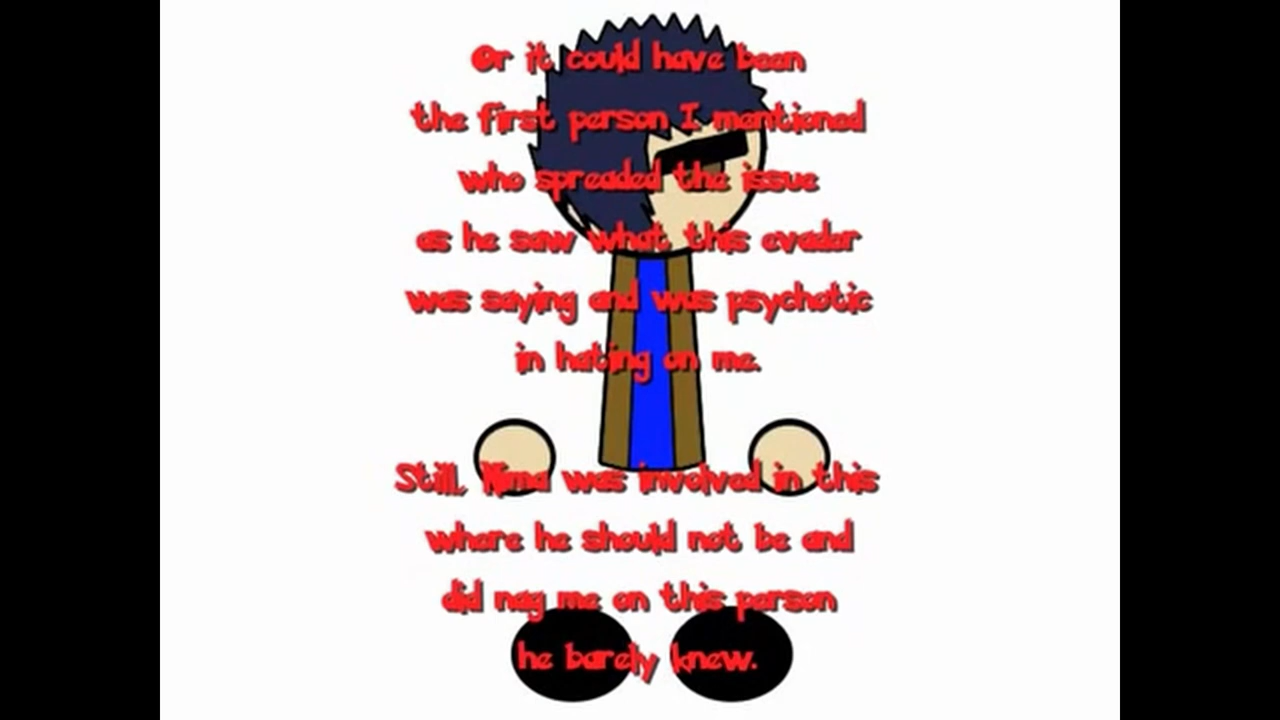 Or it could have been
the first person I mentioned
who spreaded the issue
as he saw what this evader
was saying and was psychotic
in hating on me.
Still, Nima was involved in this
where he should not be and
did nag me on this person
he barely knew.